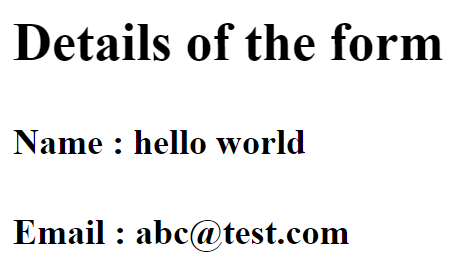 Details of the form
Name : hello world
Email : abc@test.com